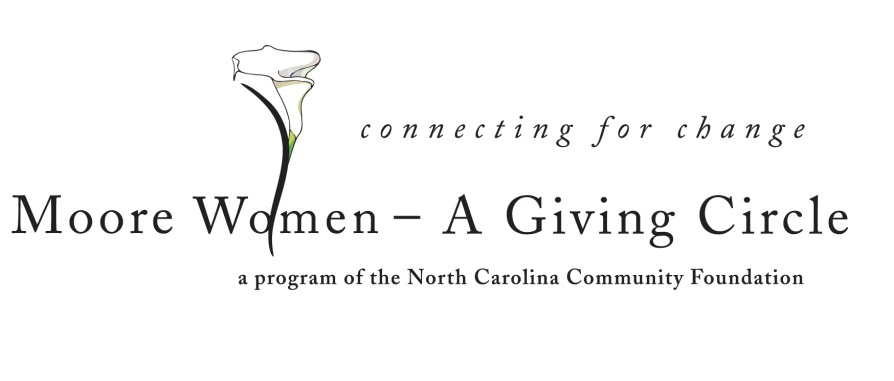 connecting for change
Moore Women – A Giving Circle
a program of the North Carolina Community Foundation